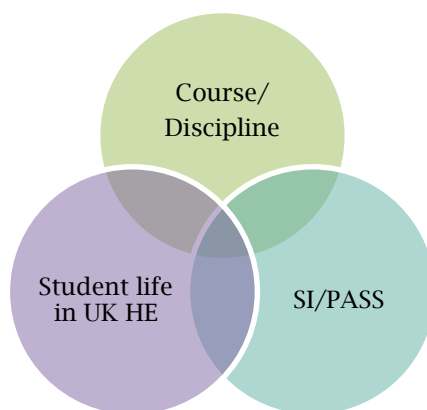 Course/
Discipline
Student life
in UK HE
SI/PASS